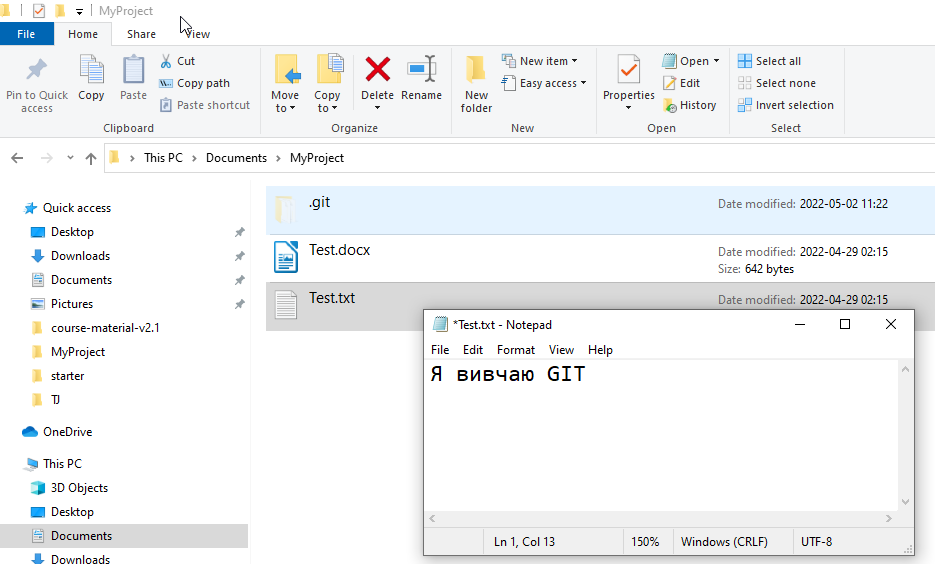 MyProject
File
Home
Share
View
Pin to Quick access
Copy
Paste
Cut
Copy path
Paste shortcut
Clipboard
Move to
Copy to
Delete
Rename
Organize
New folder
New item
Easy access
New
Properties
Open
Edit
History
Open
Select all
Select none
Invert selection
Select
This PC > Documents > MyProject
Quick access
Desktop
Downloads
Documents
Pictures
course-material-v2.1
MyProject
starter
TJ
OneDrive
This PC
3D Objects
Desktop
Documents
Downloads
.git
Date modified: 2022-05-02 11:22
Test.docx
Date modified: 2022-04-29 02:15
Size: 642 bytes
Test.txt
Date modified: 2022-04-29 02:15
*Test.txt - Notepad
File Edit Format View Help
Я вивчаю GIT
Ln 1, Col 13
150%
Windows (CRLF)
UTF-8